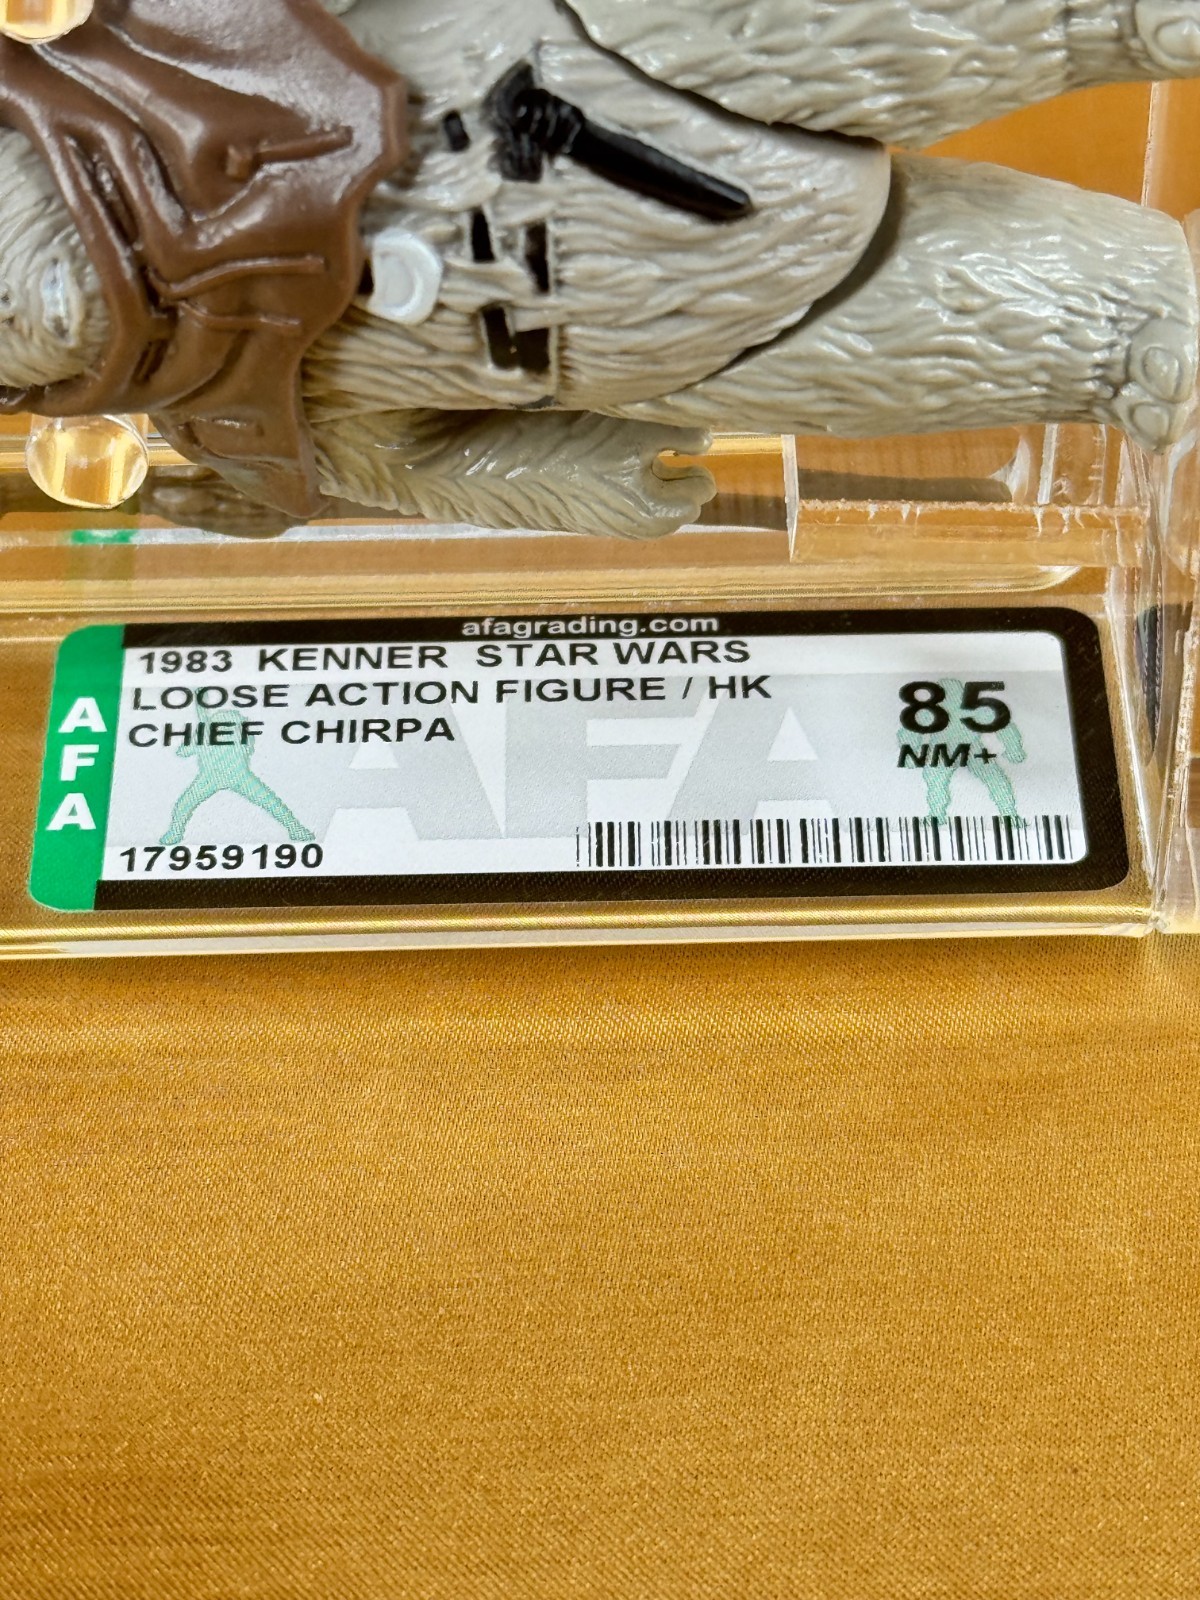 afagrading.com
1983 KENNER STAR WARS
LOOSE ACTION FIGURE / HK
CHIEF CHIRPA
85
NM+
AFA
AFA
17959190